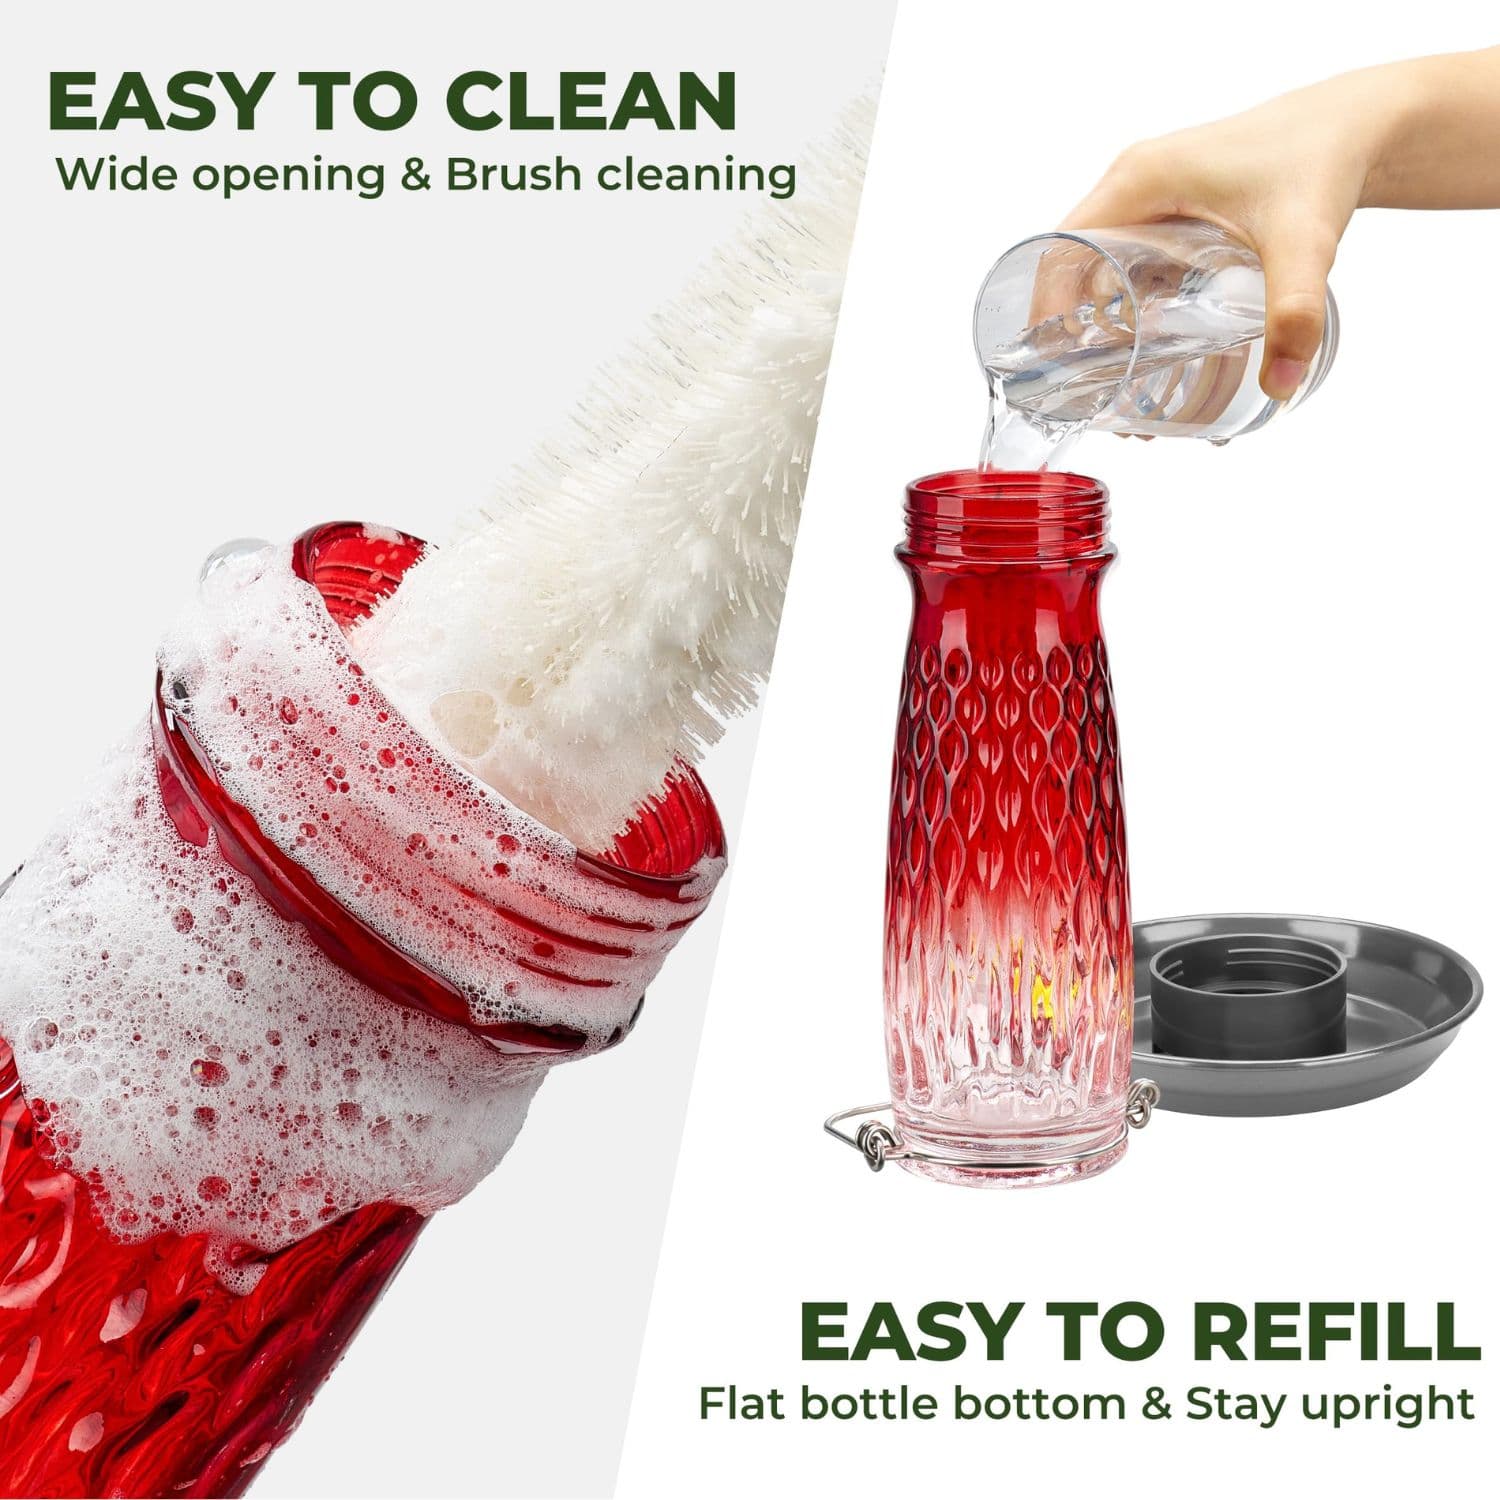 EASY TO CLEAN
Wide opening & Brush cleaning
EASY TO REFILL
Flat bottle bottom & Stay upright